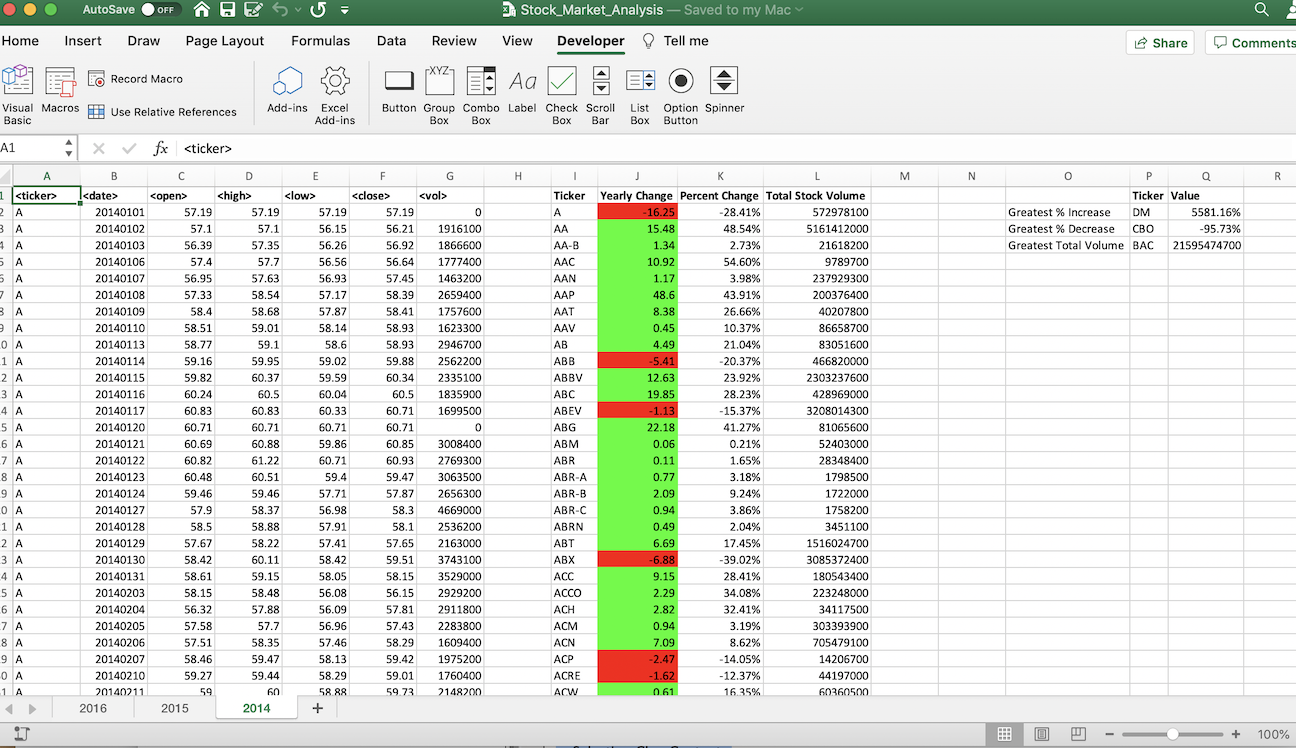 AutoSave OFF Stock_Market_Analysis — Saved to my Mac
Home Insert Draw Page Layout Formulas Data Review View Developer Tell me Share Comments
Visual Basic Macros Record Macro Use Relative References Add-ins Excel Add-ins Button XYZ Group Box Combo Box Aa Label Check Box Scroll Bar List Box Option Button Spinner
A1 fx <ticker>
A B C D E F G H I J K L M N O P Q R
1 <ticker> <date> <open> <high> <low> <close> <vol> Ticker Yearly Change Percent Change Total Stock Volume Ticker Value
2 A 20140101 57.19 57.19 57.19 57.19 0 A -16.25 -28.41% 572978100 Greatest % Increase DM 5581.16%
3 A 20140102 57.1 57.1 56.15 56.21 1916100 AA 15.48 48.54% 5161412000 Greatest % Decrease CBO -95.73%
4 A 20140103 56.39 57.35 56.26 56.92 1866600 AA-B 1.34 2.73% 21618200 Greatest Total Volume BAC 21595474700
5 A 20140106 57.4 57.7 56.56 56.64 1777400 AAC 10.92 54.60% 9789700
6 A 20140107 56.95 57.63 56.93 57.45 1463200 AAN 1.17 3.98% 237929300
7 A 20140108 57.33 58.54 57.17 58.39 2659400 AAP 48.6 43.91% 200376400
8 A 20140109 58.4 58.68 57.87 58.41 1757600 AAT 8.38 26.66% 40207800
9 A 20140110 58.51 59.01 58.14 58.93 1623300 AAV 0.45 10.37% 86658700
0 A 20140113 58.77 59.1 58.6 58.93 2946700 AB 4.49 21.04% 83051600
1 A 20140114 59.16 59.95 59.02 59.88 2562200 ABB -5.41 -20.37% 466820000
2 A 20140115 59.82 60.37 59.59 60.34 2335100 ABBV 12.63 23.92% 2303237600
3 A 20140116 60.24 60.5 60.04 60.5 1835900 ABC 19.85 28.23% 428969000
4 A 20140117 60.83 60.83 60.33 60.71 1699500 ABEV -1.13 -15.37% 3208014300
5 A 20140120 60.71 60.71 60.71 60.71 0 ABG 22.18 41.27% 81065600
6 A 20140121 60.69 60.88 59.86 60.85 3008400 ABM 0.06 0.21% 52403000
7 A 20140122 60.82 61.22 60.71 60.93 2769300 ABR 0.11 1.65% 28348400
8 A 20140123 60.48 60.51 59.4 59.47 3063500 ABR-A 0.77 3.18% 1798500
9 A 20140124 59.46 59.46 57.71 57.87 2656300 ABR-B 2.09 9.24% 1722000
0 A 20140127 57.9 58.37 56.98 58.3 4669000 ABR-C 0.94 3.86% 1758200
1 A 20140128 58.5 58.88 57.91 58.1 2536200 ABRN 0.49 2.04% 3451100
2 A 20140129 57.67 58.22 57.41 57.65 2163000 ABT 6.69 17.45% 1516024700
3 A 20140130 58.42 60.11 58.42 59.51 3743100 ABX -6.88 -39.02% 3085372400
4 A 20140131 58.61 59.15 58.05 58.15 3529000 ACC 9.15 28.41% 180543400
5 A 20140203 58.15 58.48 56.08 56.15 2929200 ACCO 2.29 34.08% 223248000
6 A 20140204 56.32 57.88 56.09 57.81 2911800 ACH 2.82 32.41% 34117500
7 A 20140205 57.58 57.7 56.96 57.43 2283800 ACM 0.94 3.19% 303393900
8 A 20140206 57.51 58.35 57.46 58.29 1609400 ACN 7.09 8.62% 705479100
9 A 20140207 58.46 59.47 58.13 59.42 1975200 ACP -2.47 -14.05% 14206700
0 A 20140210 59.27 59.44 58.29 59.01 1760400 ACRE -1.62 -12.37% 44197000
1 A 20140211 59 60 58.88 59.73 2148200 ACW 0.61 16.35% 60360500
2016 2015 2014 +
100%